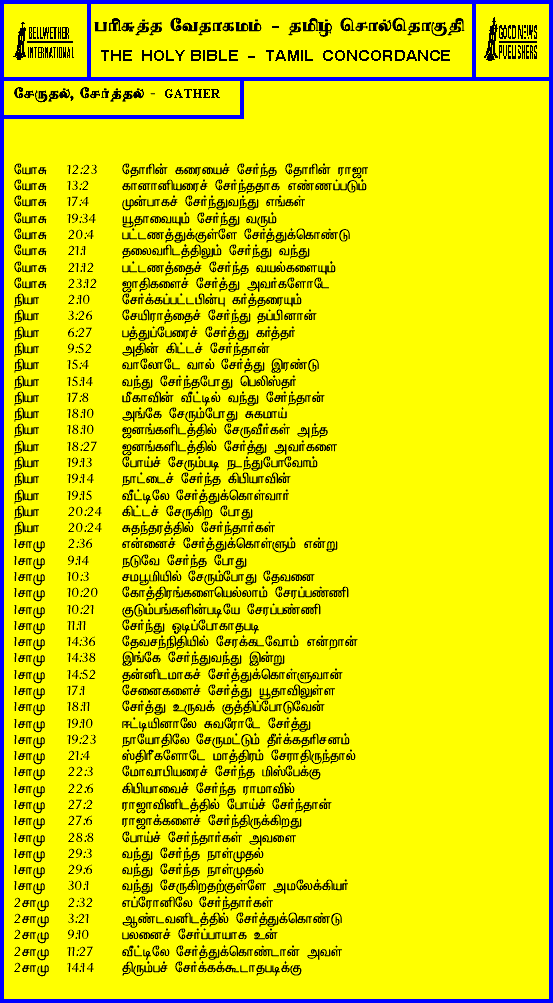 BELLWETHER
INTERNATIONAL
பரிசுத்த வேதாகமம் – தமிழ் சொல்தொகுதி
THE HOLY BIBLE – TAMIL CONCORDANCE
GOOD NEWS
PUBLISHERS
சேருதல், சேர்த்தல் - GATHER
யோசு 12:23 தோரின் கரையைச் சேர்ந்த தோரின் ராஜா
யோசு 13:2 கானானியரைச் சேர்ந்ததாக எண்ணப்படும்
யோசு 17:4 முன்பாகச் சேர்ந்துவந்து எங்கள்
யோசு 19:34 யூதாவையும் சேர்ந்து வரும்
யோசு 20:4 பட்டணத்துக்குள்ளே சேர்த்துக்கொண்டு
யோசு 21:1 தலைவரிடத்திலும் சேர்ந்து வந்து
யோசு 21:12 பட்டணத்தைச் சேர்ந்த வயல்களையும்
யோசு 23:12 ஜாதிகளைச் சேர்த்து அவர்களோடே
நியா 2:10 சேர்க்கப்பட்டபின்பு கர்த்தரையும்
நியா 3:26 சேயிராத்தைச் சேர்ந்து தப்பினான்
நியா 6:27 பத்துப்பேரைச் சேர்த்து கர்த்தர்
நியா 9:52 அதின் கிட்டச் சேர்ந்தான்
நியா 15:4 வாலோடே வால் சேர்த்து இரண்டு
நியா 15:14 வந்து சேர்ந்தபோது பெலிஸ்தர்
நியா 17:8 மீகாவின் வீட்டில் வந்து சேர்ந்தான்
நியா 18:10 அங்கே சேரும்போது சுகமாய்
நியா 18:10 ஜனங்களிடத்தில் சேருவீர்கள் அந்த
நியா 18:27 ஜனங்களிடத்தில் சேர்த்து அவர்களை
நியா 19:13 போய்ச் சேரும்படி நடந்துபோவோம்
நியா 19:14 நாட்டைச் சேர்ந்த கிபியாவின்
நியா 19:15 வீட்டிலே சேர்த்துக்கொள்வார்
நியா 20:24 கிட்டச் சேருகிற போது
நியா 20:24 சுதந்தரத்தில் சேர்ந்தார்கள்
1சாமு 2:36 என்னைச் சேர்த்துக்கொள்ளும் என்று
1சாமு 9:14 நடுவே சேர்ந்த போது
1சாமு 10:3 சமபூமியில் சேரும்போது தேவனை
1சாமு 10:20 கோத்திரங்களையெல்லாம் சேரப்பண்ணி
1சாமு 10:21 குடும்பங்களின்படியே சேரப்பண்ணி
1சாமு 11:11 சேர்ந்து ஓடிப்போகாதபடி
1சாமு 14:36 தேவசந்நிதியில் சேரக்கடவோம் என்றான்
1சாமு 14:38 இங்கே சேர்ந்துவந்து இன்று
1சாமு 14:52 தன்னிடமாகச் சேர்த்துக்கொள்ளுவான்
1சாமு 17:1 சேனைகளைச் சேர்த்து யூதாவிலுள்ள
1சாமு 18:11 சேர்த்து உருவக் குத்திப்போடுவேன்
1சாமு 19:10 ஈட்டியினாலே சுவரோடே சேர்த்து
1சாமு 19:23 நாயோதிலே சேருமட்டும் தீர்க்கதரிசனம்
1சாமு 21:4 ஸ்திரீகளோடே மாத்திரம் சேராதிருந்தால்
1சாமு 22:3 மோவாபியரைச் சேர்ந்த மிஸ்பேக்கு
1சாமு 22:6 கிபியாவைச் சேர்ந்த ராமாவில்
1சாமு 27:2 ராஜாவினிடத்தில் போய்ச் சேர்ந்தான்
1சாமு 27:6 ராஜாக்களைச் சேர்ந்திருக்கிறது
1சாமு 28:8 போய்ச் சேர்ந்தார்கள் அவளை
1சாமு 29:3 வந்து சேர்ந்த நாள்முதல்
1சாமு 29:6 வந்து சேர்ந்த நாள்முதல்
1சாமு 30:1 வந்து சேருகிறதற்குள்ளே அமலேக்கியர்
2சாமு 2:32 எப்ரோனிலே சேர்ந்தார்கள்
2சாமு 3:21 ஆண்டவனிடத்தில் சேர்த்துக்கொண்டு
2சாமு 9:10 பலனைச் சேர்ப்பாயாக உன்
2சாமு 11:27 வீட்டிலே சேர்த்துக்கொண்டான் அவள்
2சாமு 14:14 திரும்பச் சேர்க்கக்கூடாதபடிக்கு